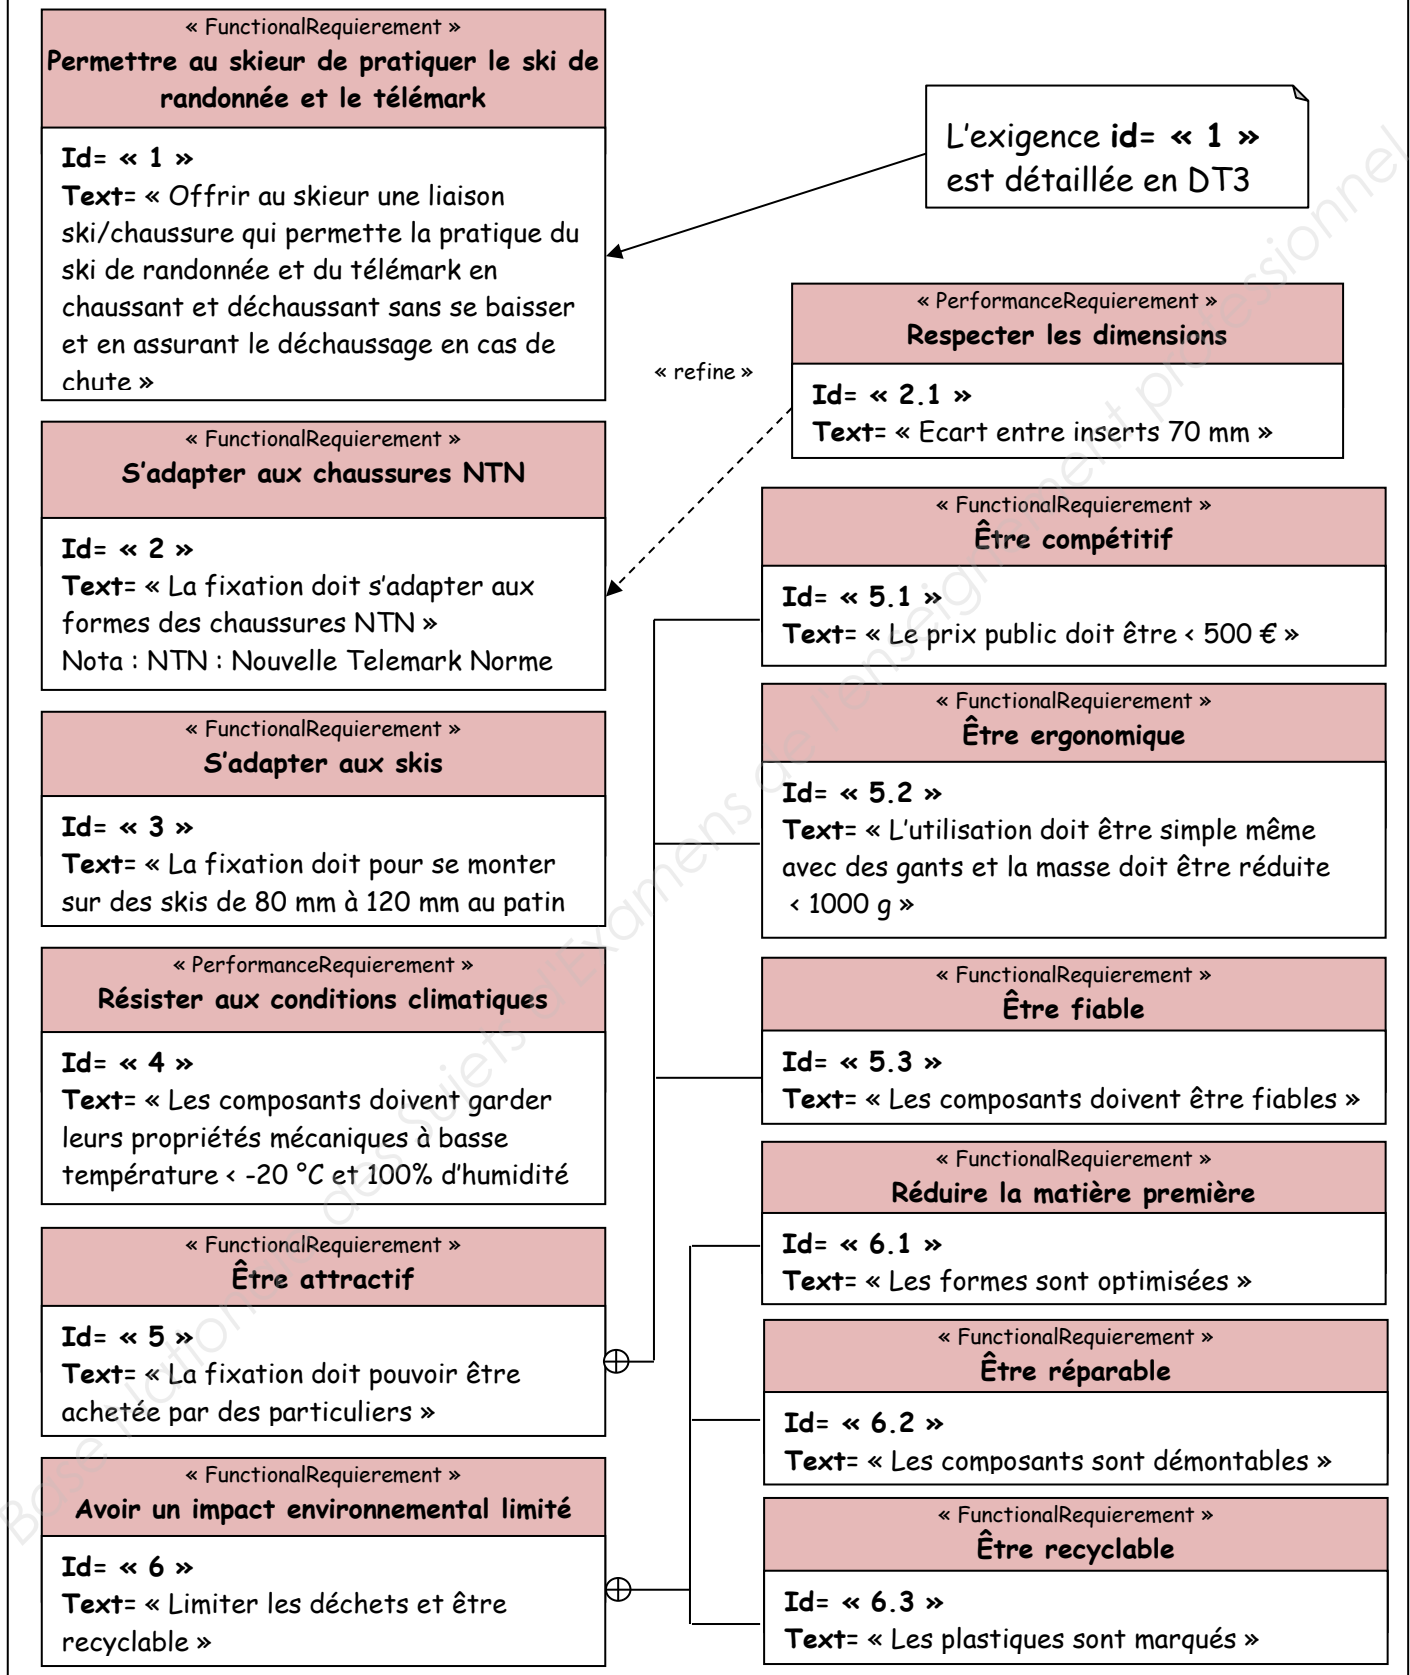 « FunctionalRequierement »
Permettre au skieur de pratiquer le ski de
randonnée et le télémark
Id= « 1 »
Text= « Offrir au skieur une liaison
ski/chaussure qui permette la pratique du
ski de randonnée et du télémark en
chaussant et déchaussant sans se baisser
et en assurant le déchaussage en cas de
chute »
L'exigence id= « 1 »
est détaillée en DT3
« refine »
« PerformanceRequierement »
Respecter les dimensions
Id= « 2.1 »
Text= « Ecart entre inserts 70 mm »
« FunctionalRequierement »
S'adapter aux chaussures NTN
Id= « 2 »
Text= « La fixation doit s'adapter aux
formes des chaussures NTN »
Nota : NTN : Nouvelle Telemark Norme
« FunctionalRequierement »
S'adapter aux skis
Id= « 3 »
Text= « La fixation doit pour se monter
sur des skis de 80 mm à 120 mm au patin
« PerformanceRequierement »
Résister aux conditions climatiques
Id= « 4 »
Text= « Les composants doivent garder
leurs propriétés mécaniques à basse
température < -20 °C et 100% d'humidité
« FunctionalRequierement »
Être attractif
Id= « 5 »
Text= « La fixation doit pouvoir être
achetée par des particuliers »
« FunctionalRequierement »
Être compétitif
Id= « 5.1 »
Text= « Le prix public doit être < 500 € »
« FunctionalRequierement »
Être ergonomique
Id= « 5.2 »
Text= « L'utilisation doit être simple même
avec des gants et la masse doit être réduite
< 1000 g »
« FunctionalRequierement »
Être fiable
Id= « 5.3 »
Text= « Les composants doivent être fiables »
« FunctionalRequierement »
Avoir un impact environnemental limité
Id= « 6 »
Text= « Limiter les déchets et être
recyclable »
« FunctionalRequierement »
Réduire la matière première
Id= « 6.1 »
Text= « Les formes sont optimisées »
« FunctionalRequierement »
Être réparable
Id= « 6.2 »
Text= « Les composants sont démontables »
« FunctionalRequierement »
Être recyclable
Id= « 6.3 »
Text= « Les plastiques sont marqués »
Base Nationale des Sujets d'Examens de l'enseignement professionnel